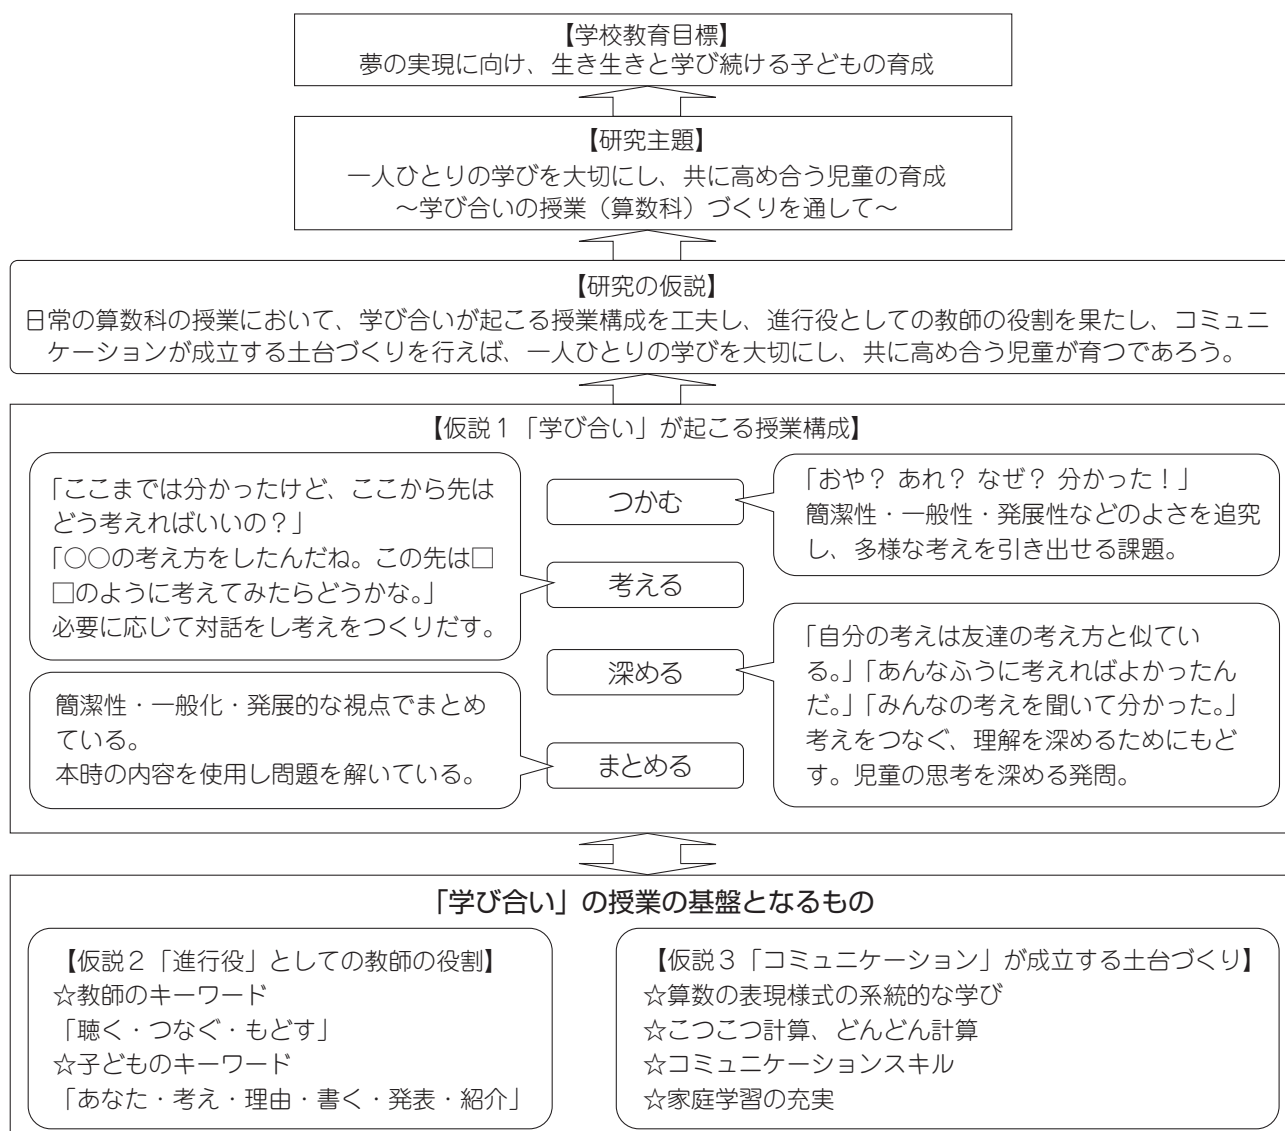 【学校教育目標】
夢の実現に向け、生き生きと学び続ける子どもの育成
【研究主題】
一人ひとりの学びを大切にし、共に高め合う児童の育成
～学び合いの授業（算数科）づくりを通して～
【研究の仮説】
日常の算数科の授業において、学び合いが起こる授業構成を工夫し、進行役としての教師の役割を果たし、コミュニ
ケーションが成立する土台づくりを行えば、一人ひとりの学びを大切にし、共に高め合う児童が育つであろう。
【仮説１「学び合い」が起こる授業構成】
つかむ
「おや？ あれ？ なぜ？ 分かった！」
簡潔性・一般性・発展性などのよさを追究
し、多様な考えを引き出せる課題。
「ここまでは分かったけど、ここから先は
どう考えればいいの？」
「○○の考え方をしたんだね。この先は□
□のように考えてみたらどうかな。」
必要に応じて対話をし考えをつくりだす。
考える
深める
「自分の考えは友達の考え方と似てい
る。」「あんなふうに考えればよかったん
だ。」「みんなの考えを聞いて分かった。」
考えをつなぐ、理解を深めるためにもど
す。児童の思考を深める発問。
簡潔性・一般化・発展的な視点でまとめ
ている。
本時の内容を使用し問題を解いている。
まとめる
「学び合い」の授業の基盤となるもの
【仮説２「進行役」としての教師の役割】
☆教師のキーワード
「聴く・つなぐ・もどす」
☆子どものキーワード
「あなた・考え・理由・書く・発表・紹介」
【仮説３「コミュニケーション」が成立する土台づくり】
☆算数の表現様式の系統的な学び
☆こつこつ計算、どんどん計算
☆コミュニケーションスキル
☆家庭学習の充実